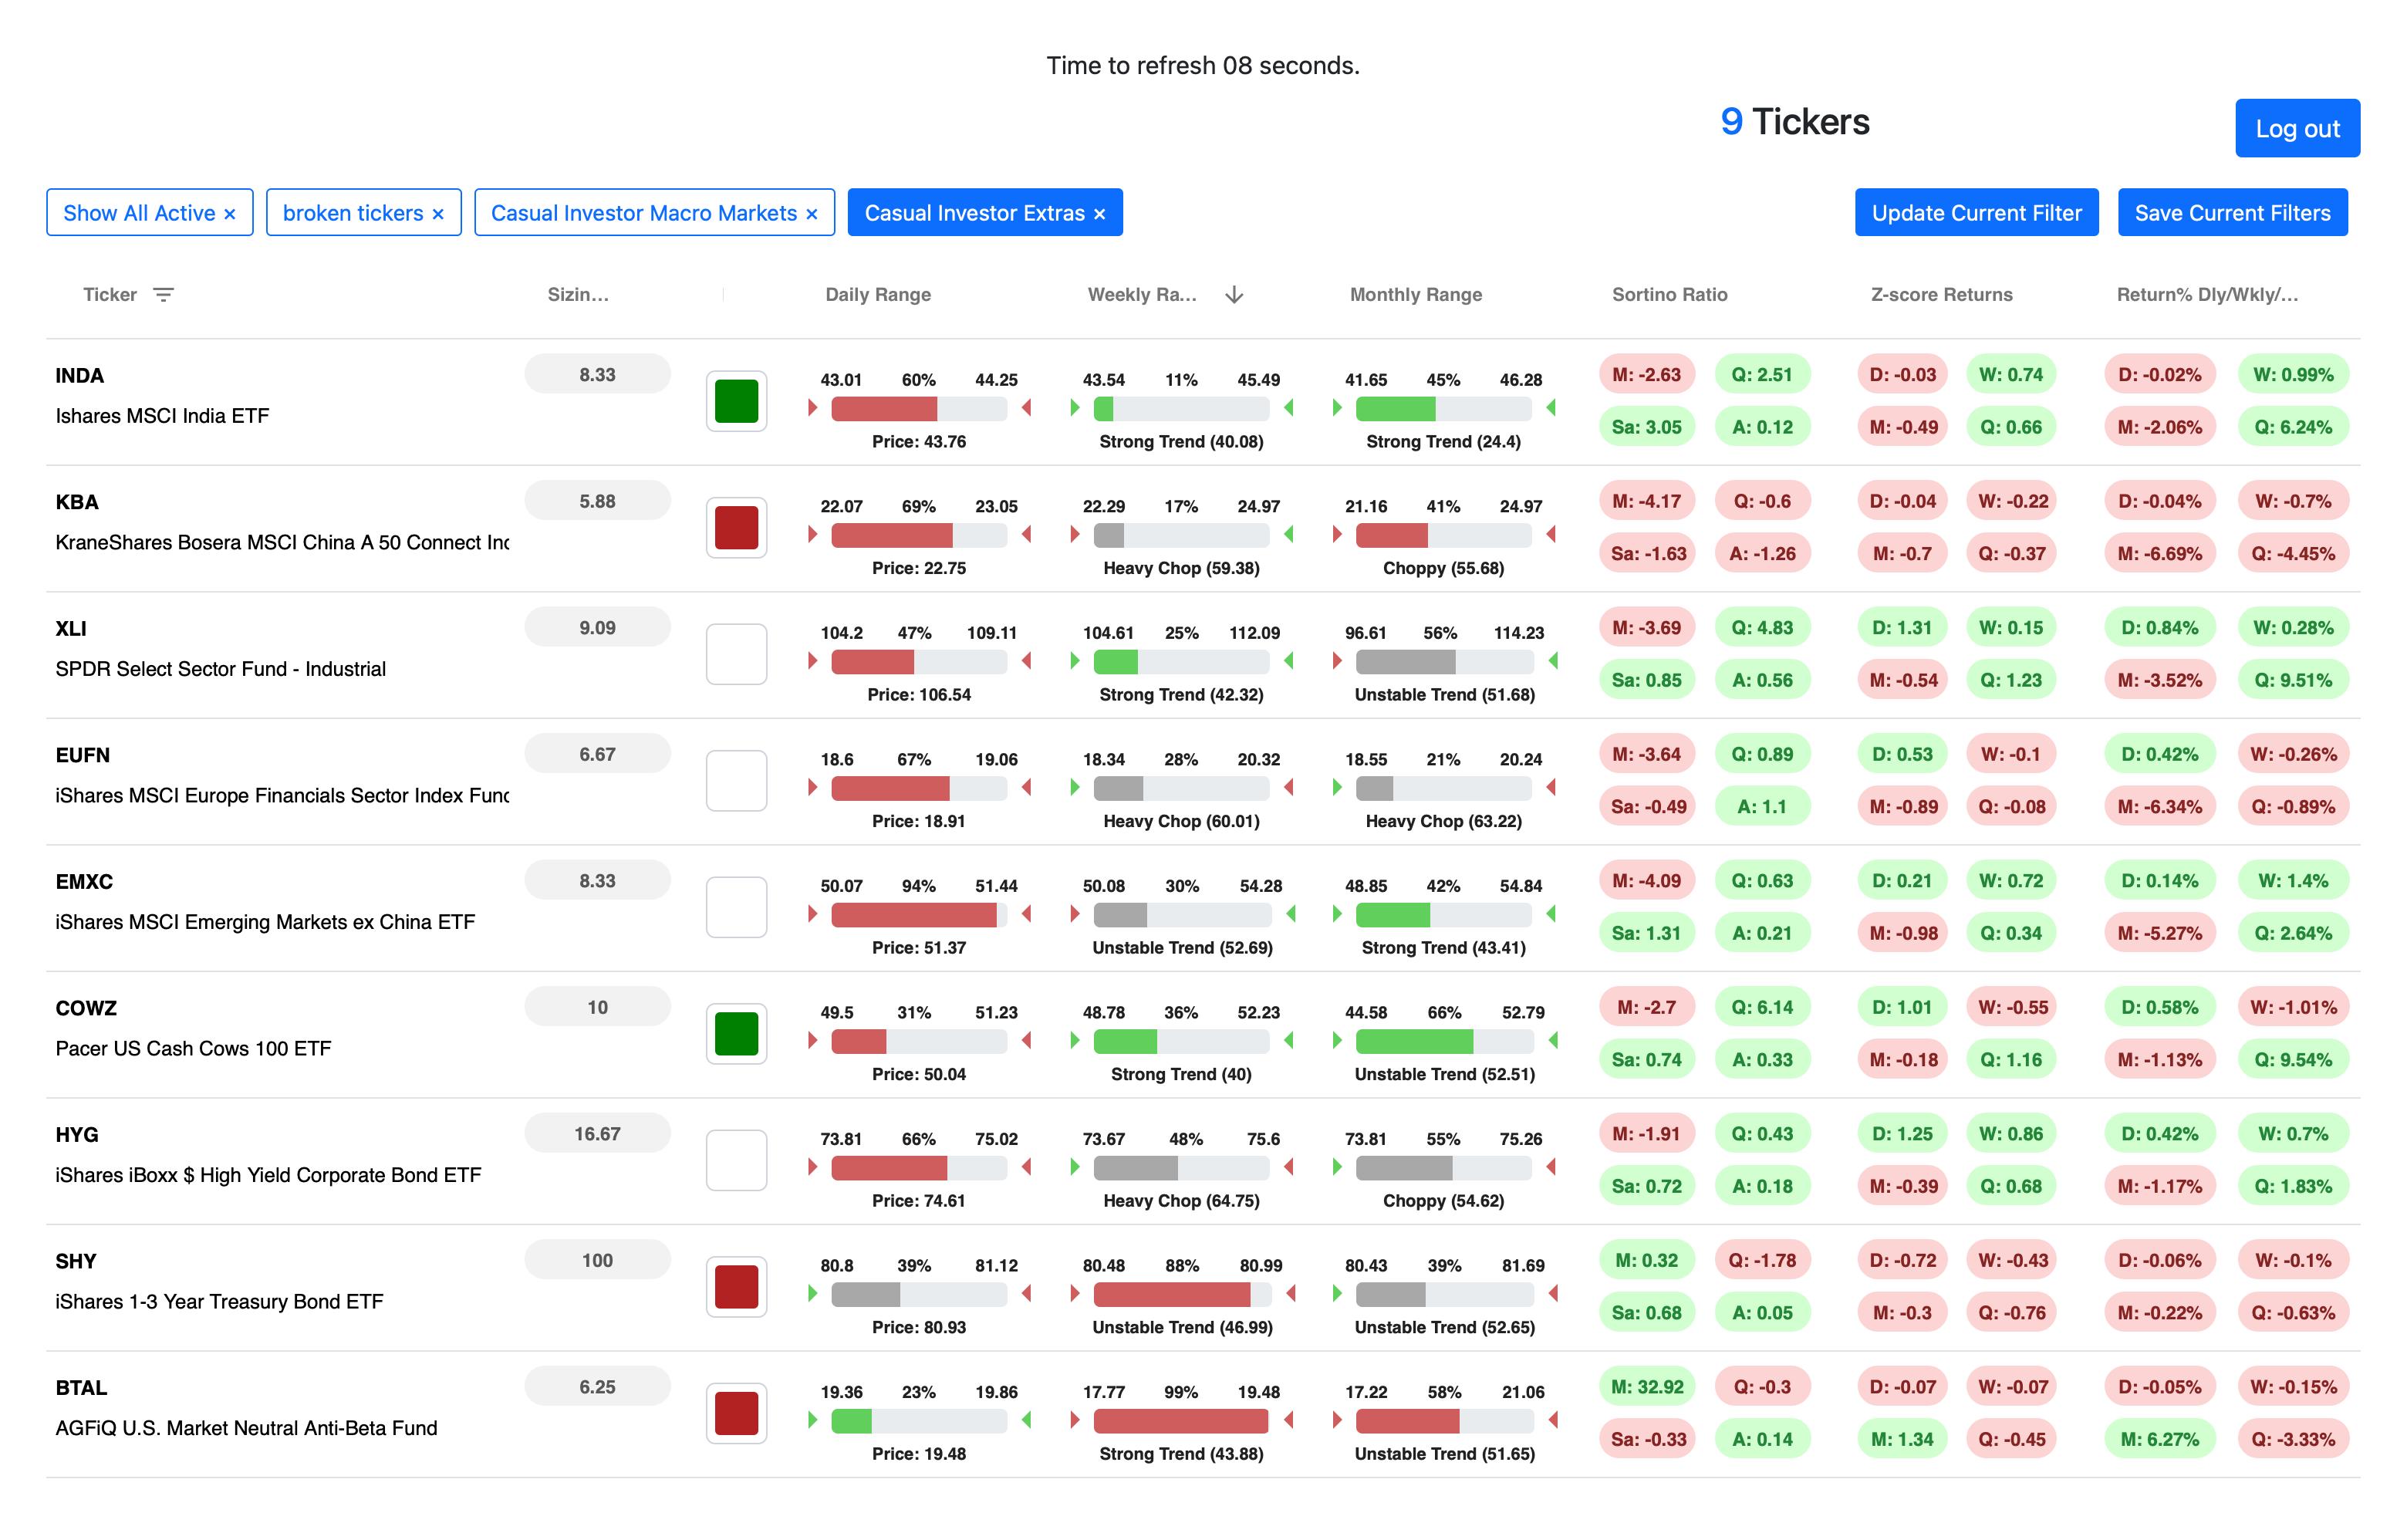 Time to refresh 08 seconds.
9 Tickers
Log out
Show All Active × broken tickers × Casual Investor Macro Markets × Casual Investor Extras × Update Current Filter Save Current Filters
Ticker Sizin... Daily Range Weekly Ra... Monthly Range Sortino Ratio Z-score Returns Return% Dly/Wkly/...
INDA 8.33 43.01 60% 44.25 43.54 11% 45.49 41.65 45% 46.28 M: -2.63 Q: 2.51 D: -0.03 W: 0.74 D: -0.02% W: 0.99%
Ishares MSCI India ETF Price: 43.76 Strong Trend (40.08) Strong Trend (24.4) Sa: 3.05 A: 0.12 M: -0.49 Q: 0.66 M: -2.06% Q: 6.24%
KBA 5.88 22.07 69% 23.05 22.29 17% 24.97 21.16 41% 24.97 M: -4.17 Q: -0.6 D: -0.04 W: -0.22 D: -0.04% W: -0.7%
KraneShares Bosera MSCI China A 50 Connect Inc Price: 22.75 Heavy Chop (59.38) Choppy (55.68) Sa: -1.63 A: -1.26 M: -0.7 Q: -0.37 M: -6.69% Q: -4.45%
XLI 9.09 104.2 47% 109.11 104.61 25% 112.09 96.61 56% 114.23 M: -3.69 Q: 4.83 D: 1.31 W: 0.15 D: 0.84% W: 0.28%
SPDR Select Sector Fund - Industrial Price: 106.54 Strong Trend (42.32) Unstable Trend (51.68) Sa: 0.85 A: 0.56 M: -0.54 Q: 1.23 M: -3.52% Q: 9.51%
EUFN 6.67 18.6 67% 19.06 18.34 28% 20.32 18.55 21% 20.24 M: -3.64 Q: 0.89 D: 0.53 W: -0.1 D: 0.42% W: -0.26%
iShares MSCI Europe Financials Sector Index Func Price: 18.91 Heavy Chop (60.01) Heavy Chop (63.22) Sa: -0.49 A: 1.1 M: -0.89 Q: -0.08 M: -6.34% Q: -0.89%
EMXC 8.33 50.07 94% 51.44 50.08 30% 54.28 48.85 42% 54.84 M: -4.09 Q: 0.63 D: 0.21 W: 0.72 D: 0.14% W: 1.4%
iShares MSCI Emerging Markets ex China ETF Price: 51.37 Unstable Trend (52.69) Strong Trend (43.41) Sa: 1.31 A: 0.21 M: -0.98 Q: 0.34 M: -5.27% Q: 2.64%
COWZ 10 49.5 31% 51.23 48.78 36% 52.23 44.58 66% 52.79 M: -2.7 Q: 6.14 D: 1.01 W: -0.55 D: 0.58% W: -1.01%
Pacer US Cash Cows 100 ETF Price: 50.04 Strong Trend (40) Unstable Trend (52.51) Sa: 0.74 A: 0.33 M: -0.18 Q: 1.16 M: -1.13% Q: 9.54%
HYG 16.67 73.81 66% 75.02 73.67 48% 75.6 73.81 55% 75.26 M: -1.91 Q: 0.43 D: 1.25 W: 0.86 D: 0.42% W: 0.7%
iShares iBoxx $ High Yield Corporate Bond ETF Price: 74.61 Heavy Chop (64.75) Choppy (54.62) Sa: 0.72 A: 0.18 M: -0.39 Q: 0.68 M: -1.17% Q: 1.83%
SHY 100 80.8 39% 81.12 80.48 88% 80.99 80.43 39% 81.69 M: 0.32 Q: -1.78 D: -0.72 W: -0.43 D: -0.06% W: -0.1%
iShares 1-3 Year Treasury Bond ETF Price: 80.93 Unstable Trend (46.99) Unstable Trend (52.65) Sa: 0.68 A: 0.05 M: -0.3 Q: -0.76 M: -0.22% Q: -0.63%
BTAL 6.25 19.36 23% 19.86 17.77 99% 19.48 17.22 58% 21.06 M: 32.92 Q: -0.3 D: -0.07 W: -0.07 D: -0.05% W: -0.15%
AGFiQ U.S. Market Neutral Anti-Beta Fund Price: 19.48 Strong Trend (43.88) Unstable Trend (51.65) Sa: -0.33 A: 0.14 M: 1.34 Q: -0.45 M: 6.27% Q: -3.33%